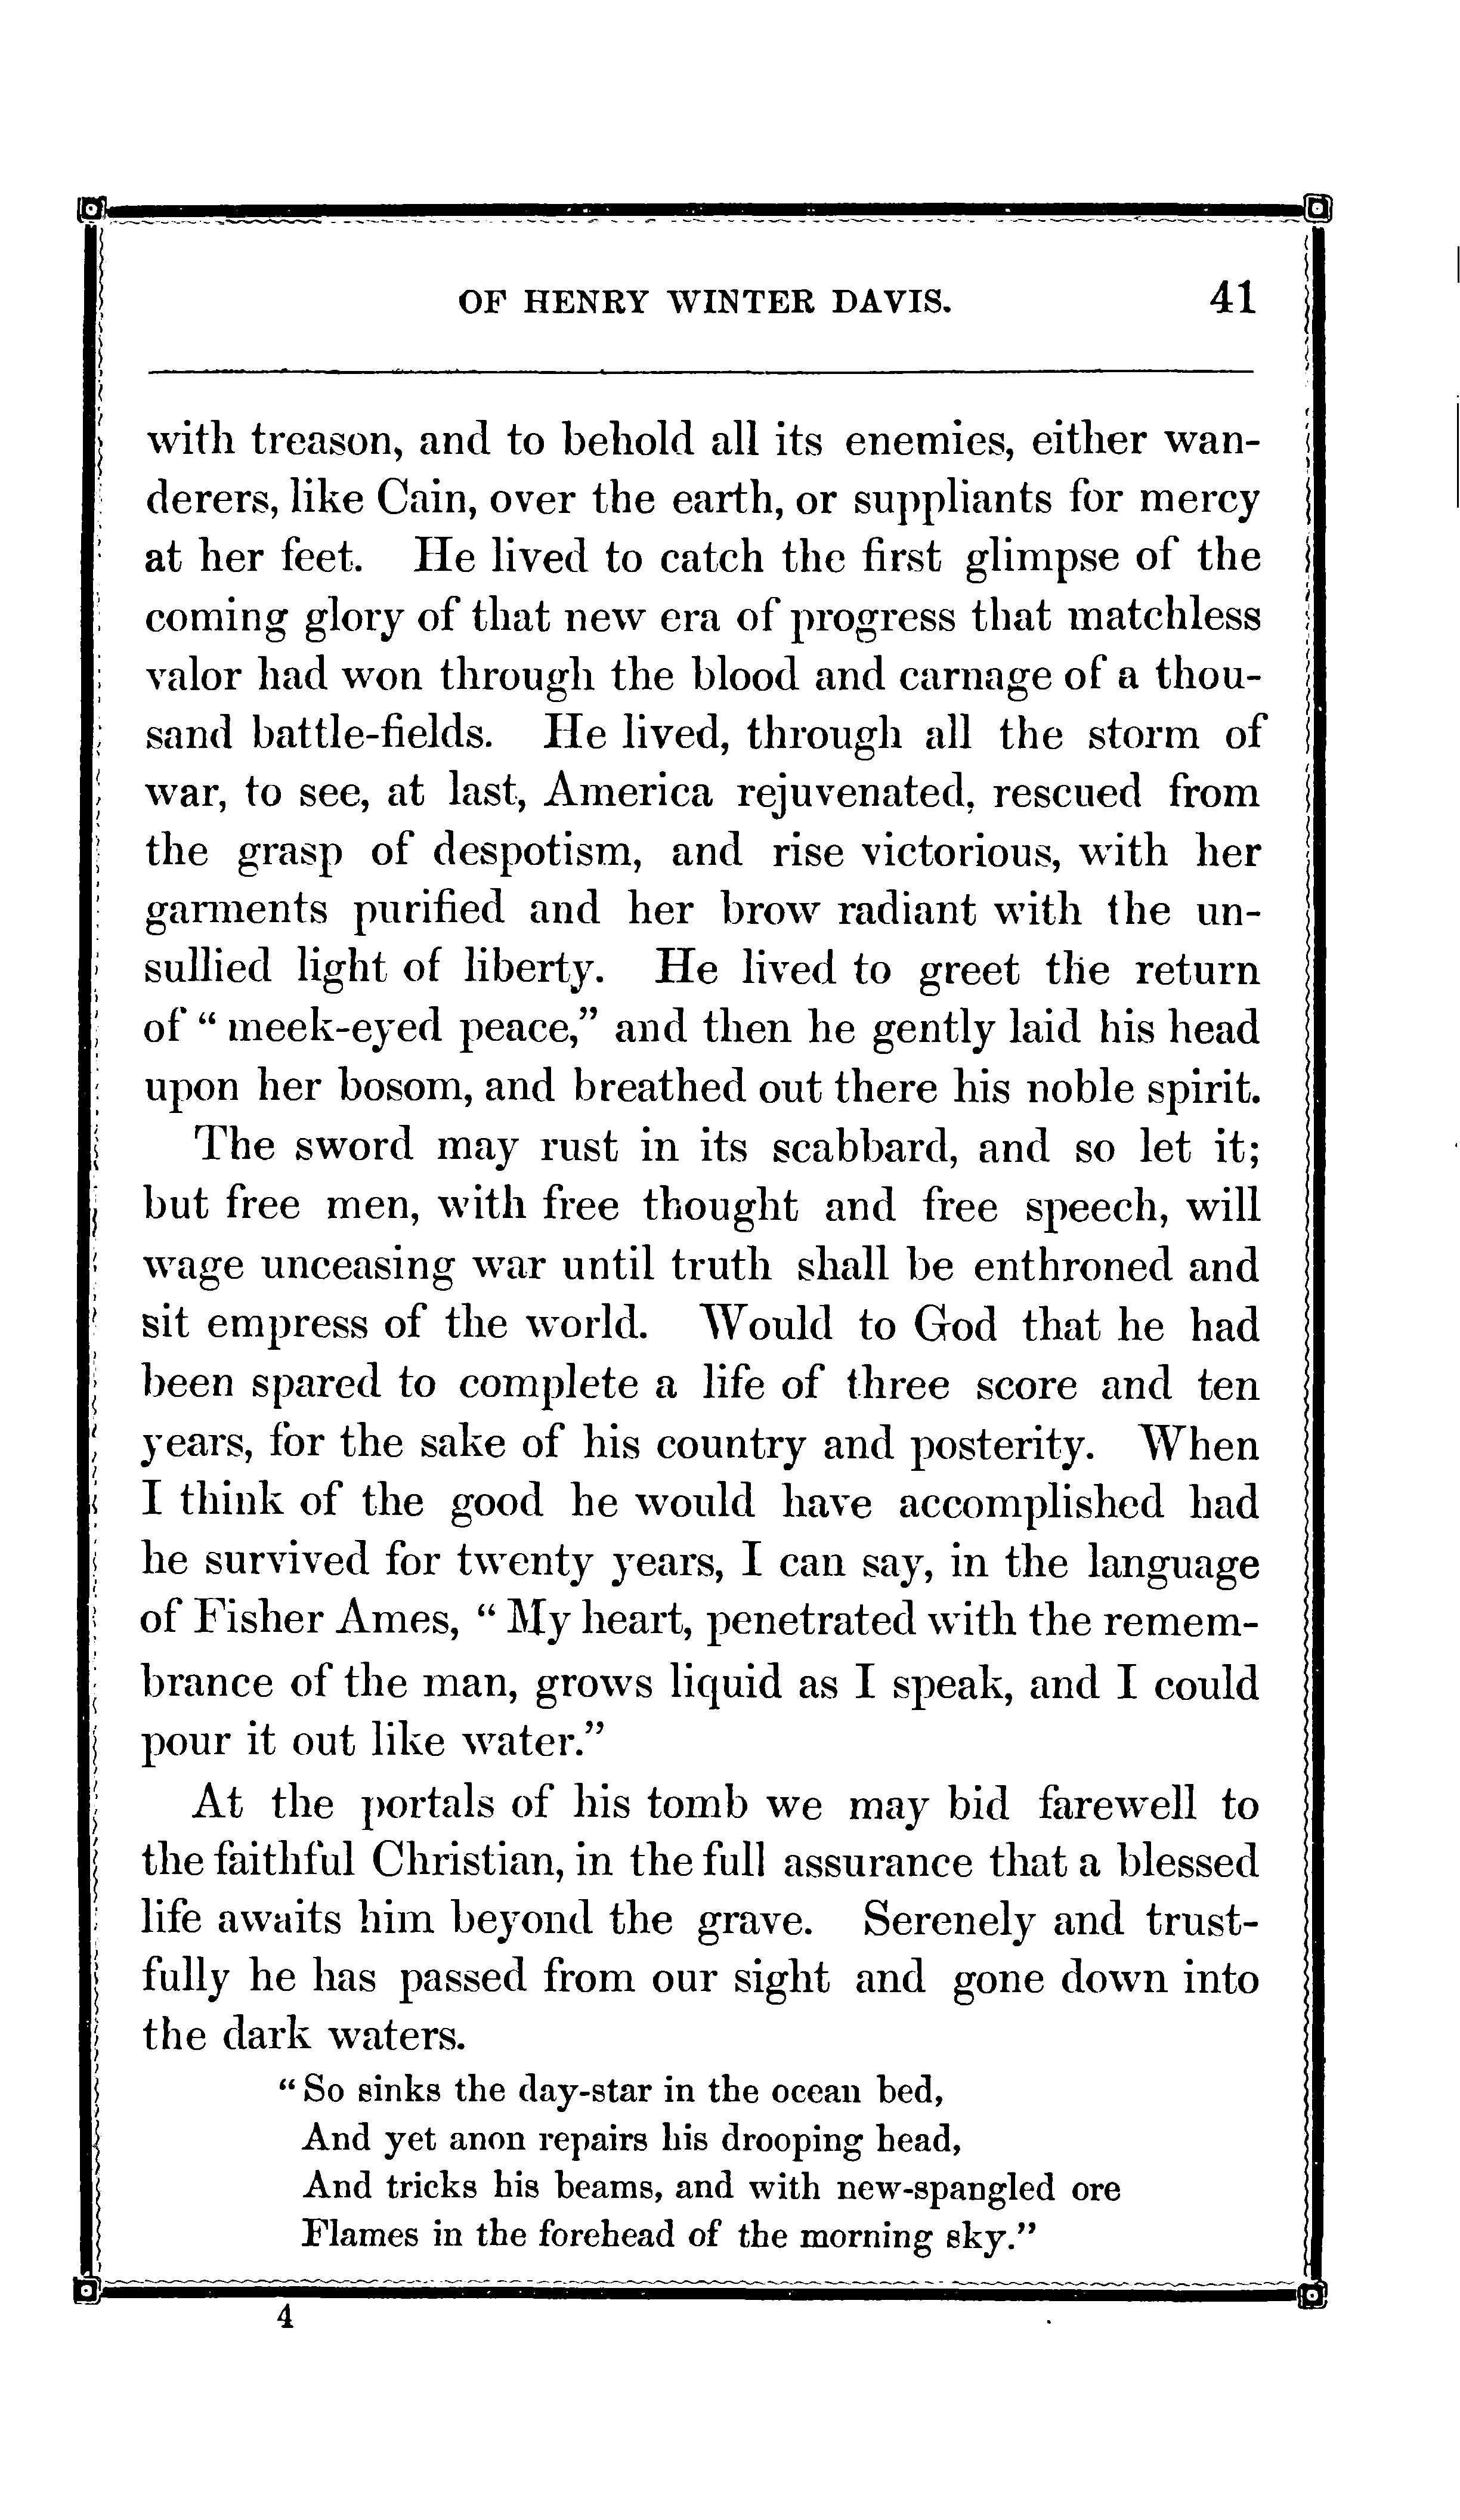 OF HENRY WINTER DAVIS. 41
with treason, and to behold all its enemies, either wan-
derers, like Cain, over the earth, or suppliants for mercy
at her feet. He lived to catch the first glimpse of the
coming glory of that new era of progress that matchless
valor had won through the blood and carnage of a thou-
sand battle-fields. He lived, through all the storm of
war, to see, at last, America rejuvenated, rescued from
the grasp of despotism, and rise victorious, with her
garments purified and her brow radiant with the un-
sullied light of liberty. He lived to greet the return
of “meek-eyed peace,” and then he gently laid his head
upon her bosom, and breathed out there his noble spirit.
The sword may rust in its scabbard, and so let it;
but free men, with free thought and free speech, will
wage unceasing war until truth shall be enthroned and
sit empress of the world. Would to God that he had
been spared to complete a life of three score and ten
years, for the sake of his country and posterity. When
I think of the good he would have accomplished had
he survived for twenty years, I can say, in the language
of Fisher Ames, “My heart, penetrated with the remem-
brance of the man, grows liquid as I speak, and I could
pour it out like water.”
At the portals of his tomb we may bid farewell to
the faithful Christian, in the full assurance that a blessed
life awaits him beyond the grave. Serenely and trust-
fully he has passed from our sight and gone down into
the dark waters.
“So sinks the day-star in the ocean bed,
And yet anon repairs his drooping head,
And tricks his beams, and with new-spangled ore
Flames in the forehead of the morning sky.”
4